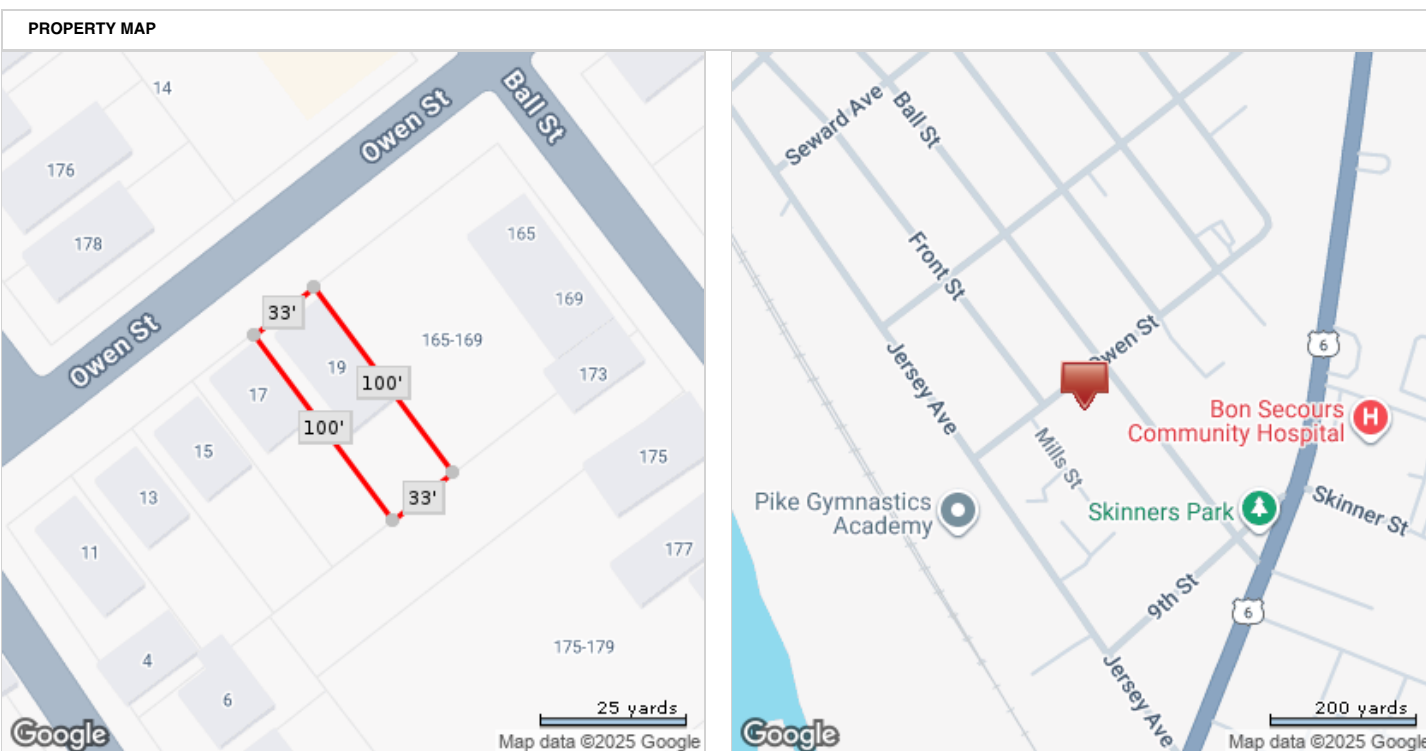 PROPERTY MAP
14
Owen St
Ball St
176
178
165
169
33'
165-169
19
100'
173
17
100'
Owen St
15
175
13
33'
11
177
175-179
4
6
25 yards
Google
Map data ©2025 Google
Seward Ave
Ball St
Front St
Owen St
6
Jersey Ave
Bon Secours
Community Hospital
H
Mills St
Pike Gymnastics
Academy
Skinners Park
Skinner St
9th St
6
Jersey Ave
200 yards
Google
Map data ©2025 Google